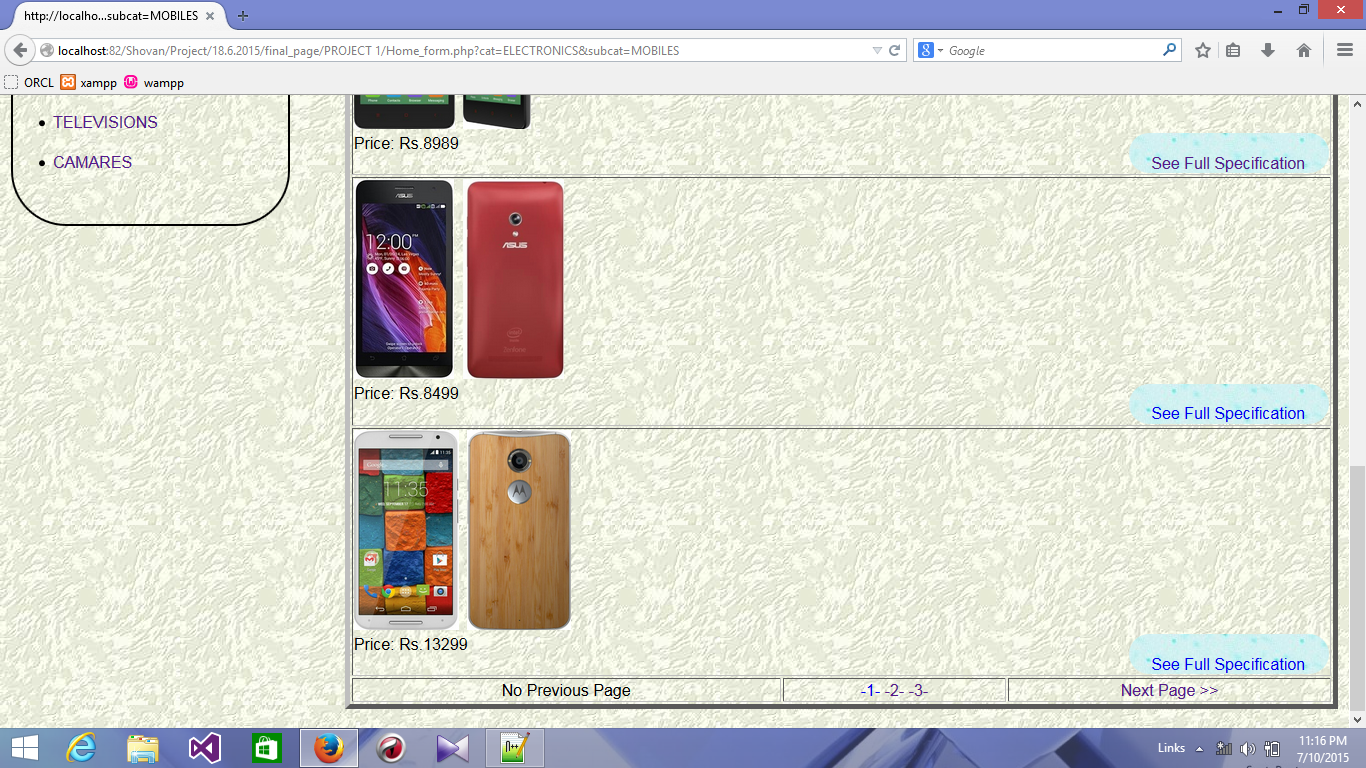 http://localho...subcat=MOBILES
localhost:82/Shovan/Project/18.6.2015/final_page/PROJECT 1/Home_form.php?cat=ELECTRONICS&subcat=MOBILES
Google
ORCL xampp wampp
TELEVISIONS
CAMARES
Price: Rs.8989
See Full Specification
ASUS
12:00 PM
ASUS
Price: Rs.8499
See Full Specification
Google
11:35
Price: Rs.13299
See Full Specification
No Previous Page
-1- -2- -3-
Next Page >>
Links
11:16 PM
7/10/2015